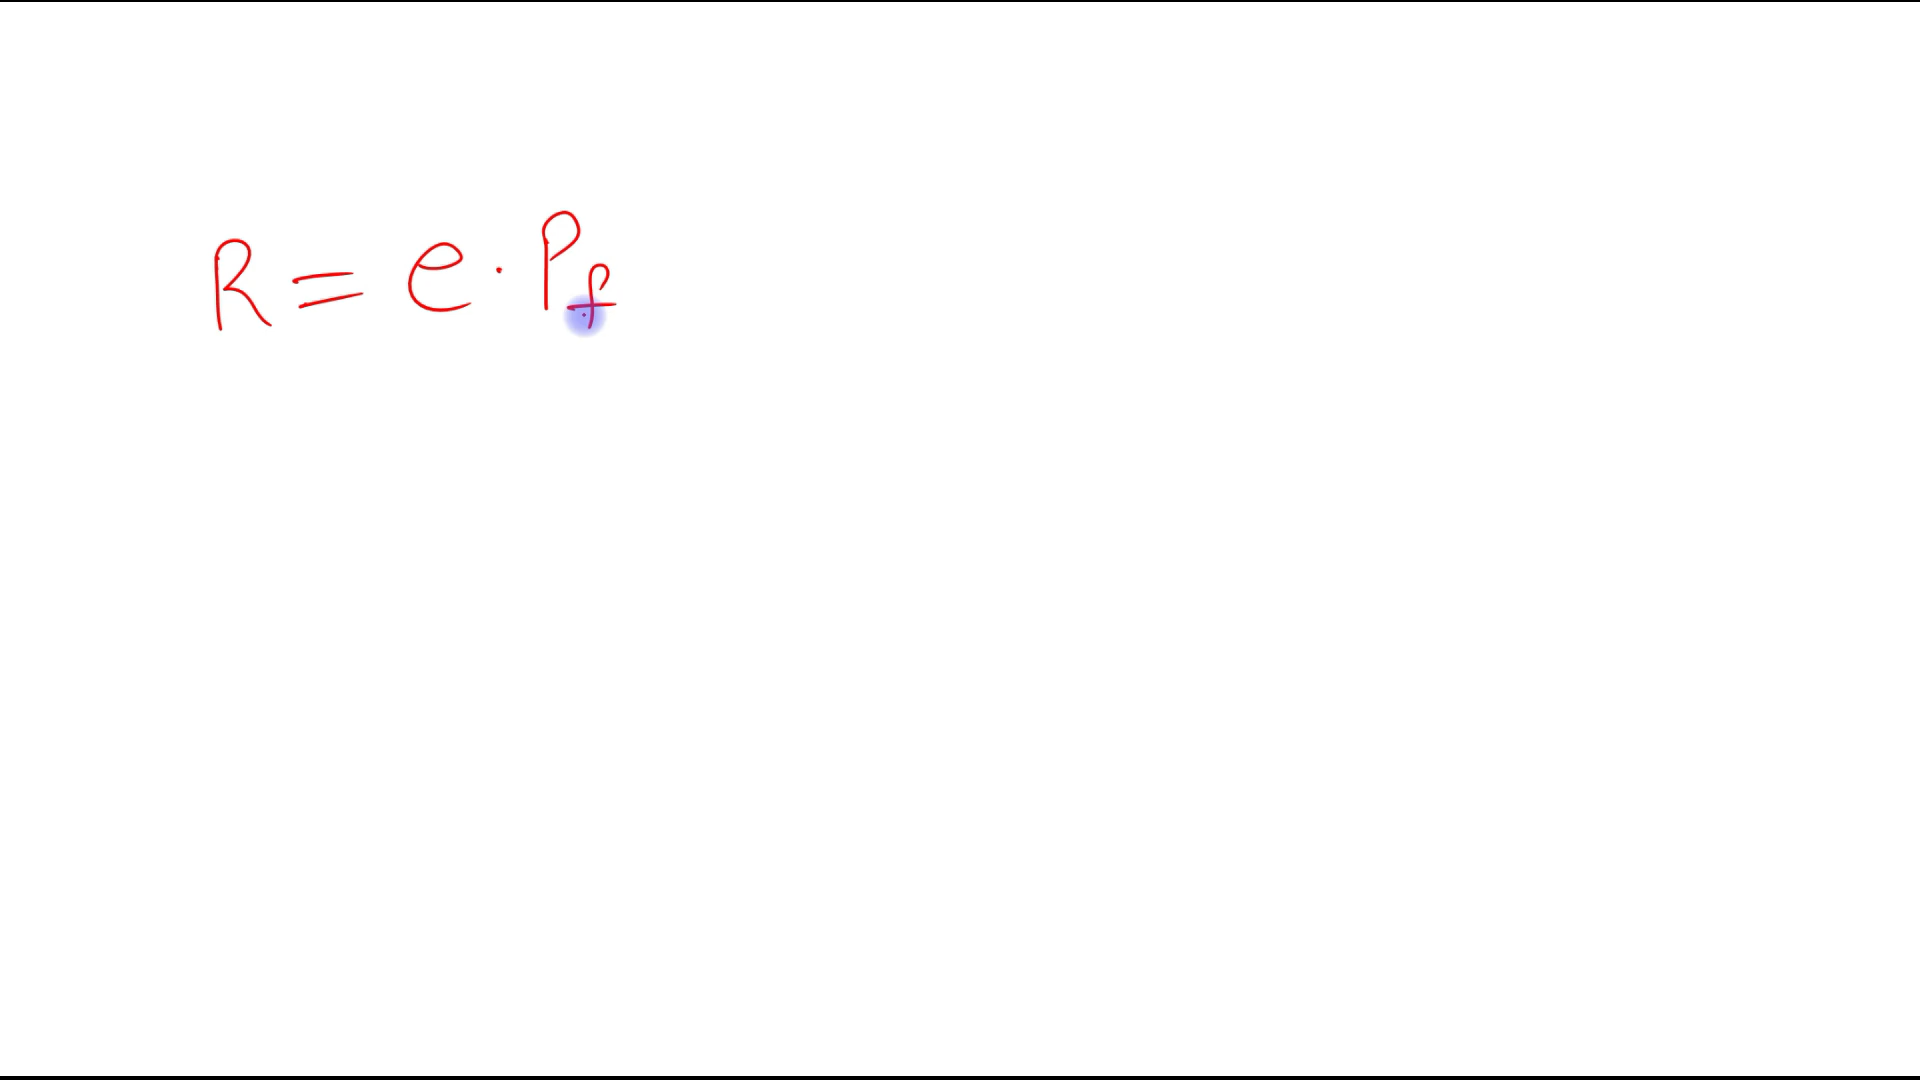 R = e · P_f